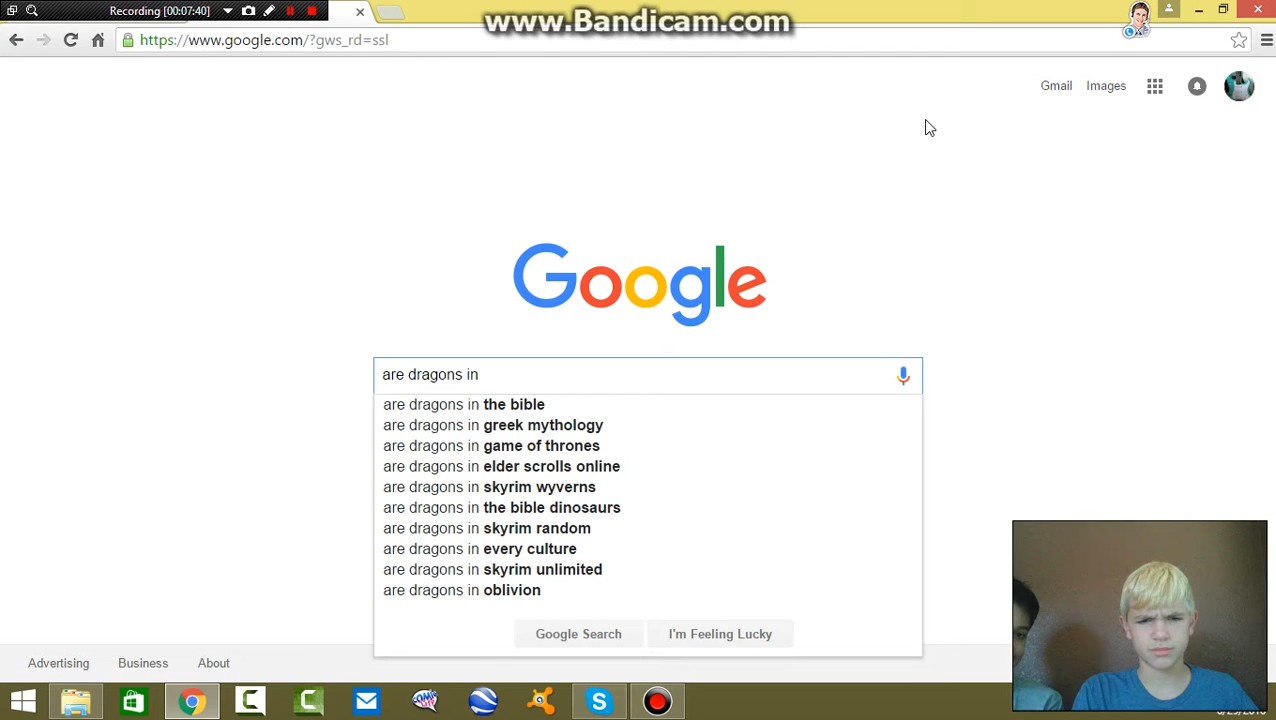 Recording [00:07:40]
www.Bandicam.com
https://www.google.com/?gws_rd=ssl
Gmail Images
Google
are dragons in
are dragons in the bible
are dragons in greek mythology
are dragons in game of thrones
are dragons in elder scrolls online
are dragons in skyrim wyverns
are dragons in the bible dinosaurs
are dragons in skyrim random
are dragons in every culture
are dragons in skyrim unlimited
are dragons in oblivion
Google Search I'm Feeling Lucky
Advertising Business About